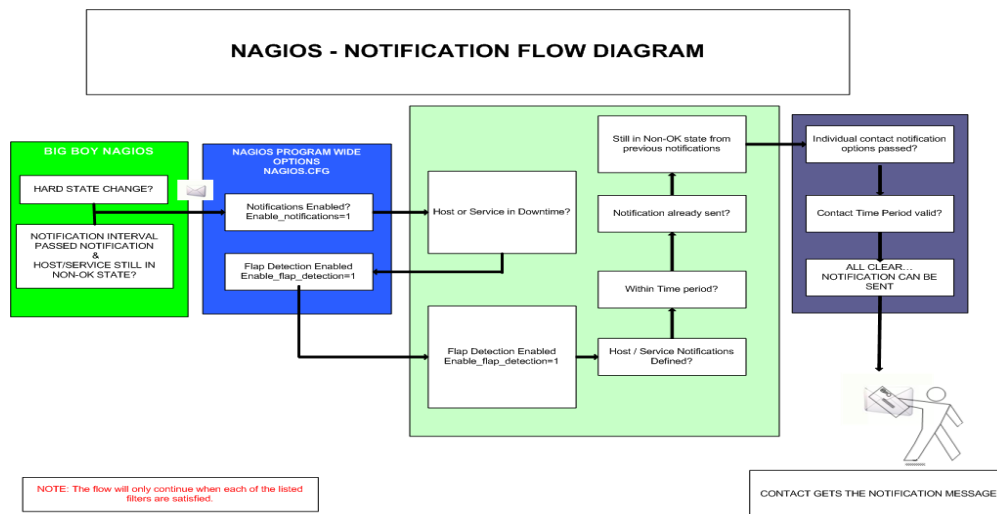 NAGIOS - NOTIFICATION FLOW DIAGRAM
BIG BOY NAGIOS
HARD STATE CHANGE?
NOTIFICATION INTERVAL
PASSED NOTIFICATION
&
HOST/SERVICE STILL IN
NON-OK STATE?
NAGIOS PROGRAM WIDE
OPTIONS
NAGIOS.CFG
Notifications Enabled?
Enable_notifications=1
Flap Detection Enabled
Enable_flap_detection=1
Host or Service in Downtime?
Flap Detection Enabled
Enable_flap_detection=1
Still in Non-OK state from
previous notifications
Notification already sent?
Within Time period?
Host / Service Notifications
Defined?
Individual contact notification
options passed?
Contact Time Period valid?
ALL CLEAR...
NOTIFICATION CAN BE
SENT
NOTE: The flow will only continue when each of the listed
filters are satisfied.
CONTACT GETS THE NOTIFICATION MESSAGE